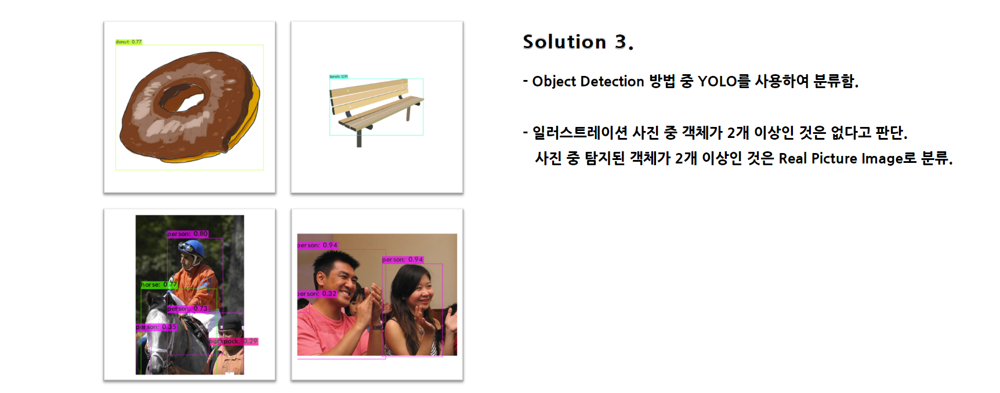 Solution 3.
- Object Detection 방법 중 YOLO를 사용하여 분류함.
- 일러스트레이션 사진 중 객체가 2개 이상인 것은 없다고 판단.
사진 중 탐지된 객체가 2개 이상인 것은 Real Picture Image로 분류.
donut: 0.77
bench: 0.91
person: 0.80
horse: 0.77
person: 0.73
person: 0.35
backpack: 0.29
person: 0.94
person: 0.94
person: 0.32